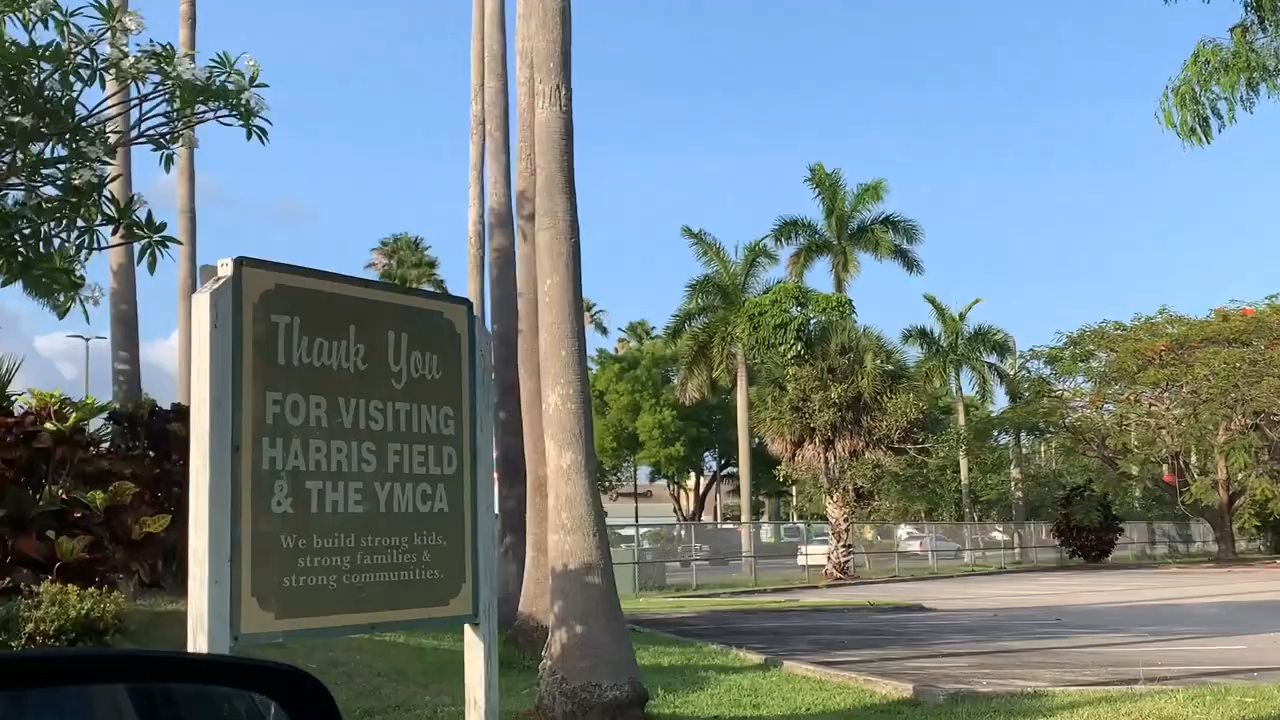 Thank You
FOR VISITING
HARRIS FIELD
& THE YMCA
We build strong kids,
strong families &
strong communities.